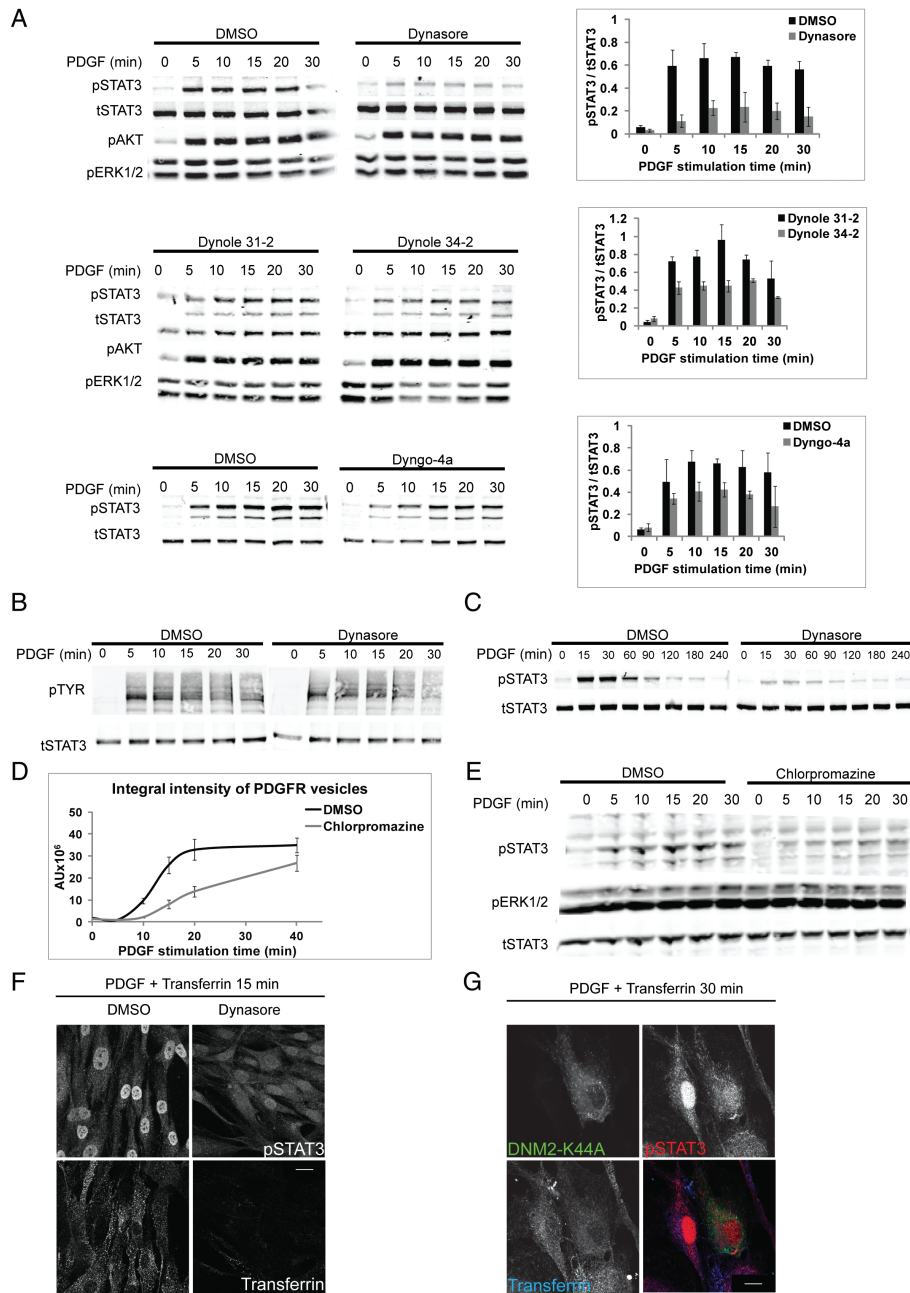 A
DMSO
Dynasore
PDGF (min)
0 5 10 15 20 30
0 5 10 15 20 30
pSTAT3
tSTAT3
pAKT
pERK1/2
DMSO
Dynasore
pSTAT3 / tSTAT3
1
0.8
0.6
0.4
0.2
0
0 5 10 15 20 30
PDGF stimulation time (min)
Dynole 31-2
Dynole 34-2
PDGF (min)
0 5 10 15 20 30
0 5 10 15 20 30
pSTAT3
tSTAT3
pAKT
pERK1/2
Dynole 31-2
Dynole 34-2
pSTAT3 / tSTAT3
1.2
1
0.8
0.6
0.4
0.2
0
0 5 10 15 20 30
PDGF stimulation time (min)
DMSO
Dyngo-4a
PDGF (min)
0 5 10 15 20 30
0 5 10 15 20 30
pSTAT3
tSTAT3
DMSO
Dyngo-4a
pSTAT3 / tSTAT3
1
0.8
0.6
0.4
0.2
0
0 5 10 15 20 30
PDGF stimulation time (min)
B
DMSO
Dynasore
PDGF (min)
0 5 10 15 20 30
0 5 10 15 20 30
pTYR
tSTAT3
C
DMSO
Dynasore
PDGF (min)
0 15 30 60 90 120 180 240
0 15 30 60 90 120 180 240
pSTAT3
tSTAT3
D
Integral intensity of PDGFR vesicles
DMSO
Chlorpromazine
AUx10⁶
50
40
30
20
10
0
0 10 20 30 40
PDGF stimulation time (min)
E
DMSO
Chlorpromazine
PDGF (min)
0 5 10 15 20 30
0 5 10 15 20 30
pSTAT3
pERK1/2
tSTAT3
F
PDGF + Transferrin 15 min
DMSO
Dynasore
pSTAT3
Transferrin
G
PDGF + Transferrin 30 min
DNM2-K44A
pSTAT3
Transferrin